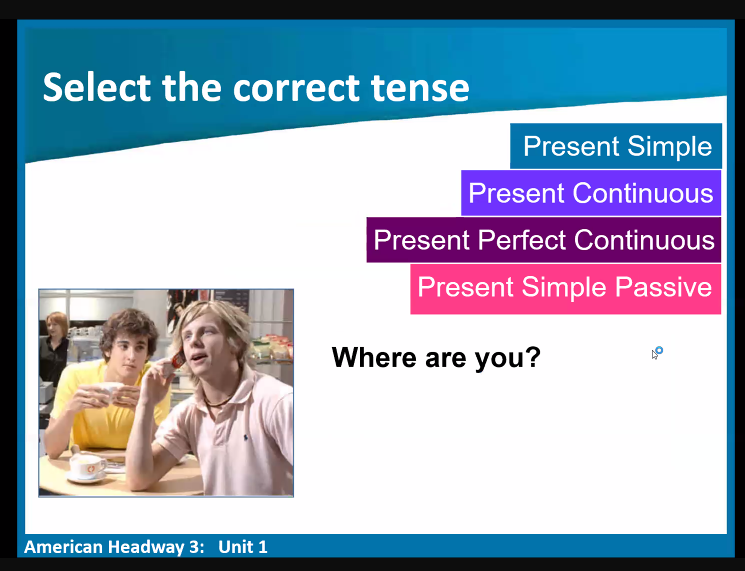 Select the correct tense
Present Simple
Present Continuous
Present Perfect Continuous
Present Simple Passive
Where are you?
American Headway 3: Unit 1